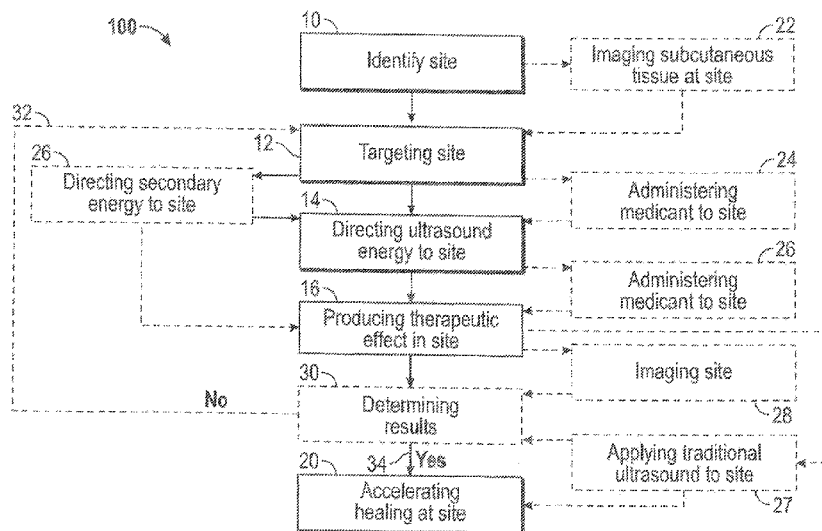 100
10
Identify site
22
Imaging subcutaneous
tissue at site
32
12
Targeting site
26
Directing secondary
energy to site
24
Administering
medicant to site
14
Directing ultrasound
energy to site
26
Administering
medicant to site
16
Producing therapeutic
effect in site
Imaging site
28
30
Determining
results
No
34
Yes
Applying traditional
ultrasound to site
27
20
Accelerating
healing at site